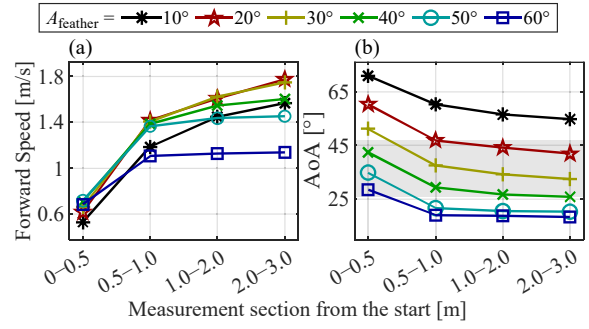 A_feather = 10° 20° 30° 40° 50° 60°
(a) (b)
Forward Speed [m/s]
1.8
1.4
1
0.6
0−0.5 0.5−1.0 1.0−2.0 2.0−3.0
AoA [°]
65
45
25
0−0.5 0.5−1.0 1.0−2.0 2.0−3.0
Measurement section from the start [m]